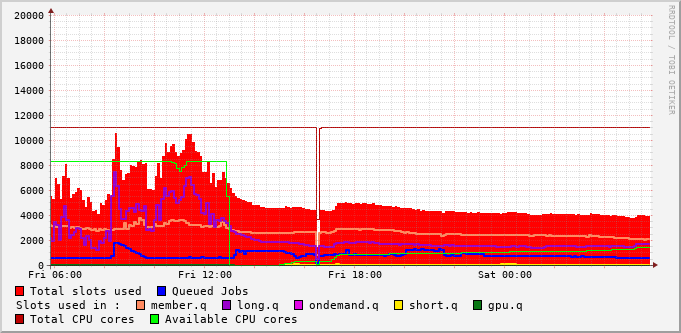 20000
18000
16000
14000
12000
10000
8000
6000
4000
2000
0
Fri 06:00 Fri 12:00 Fri 18:00 Sat 00:00
Total slots used Queued Jobs
Slots used in : member.q long.q ondemand.q short.q gpu.q
Total CPU cores Available CPU cores
RRDTOOL / TOBI OETIKER